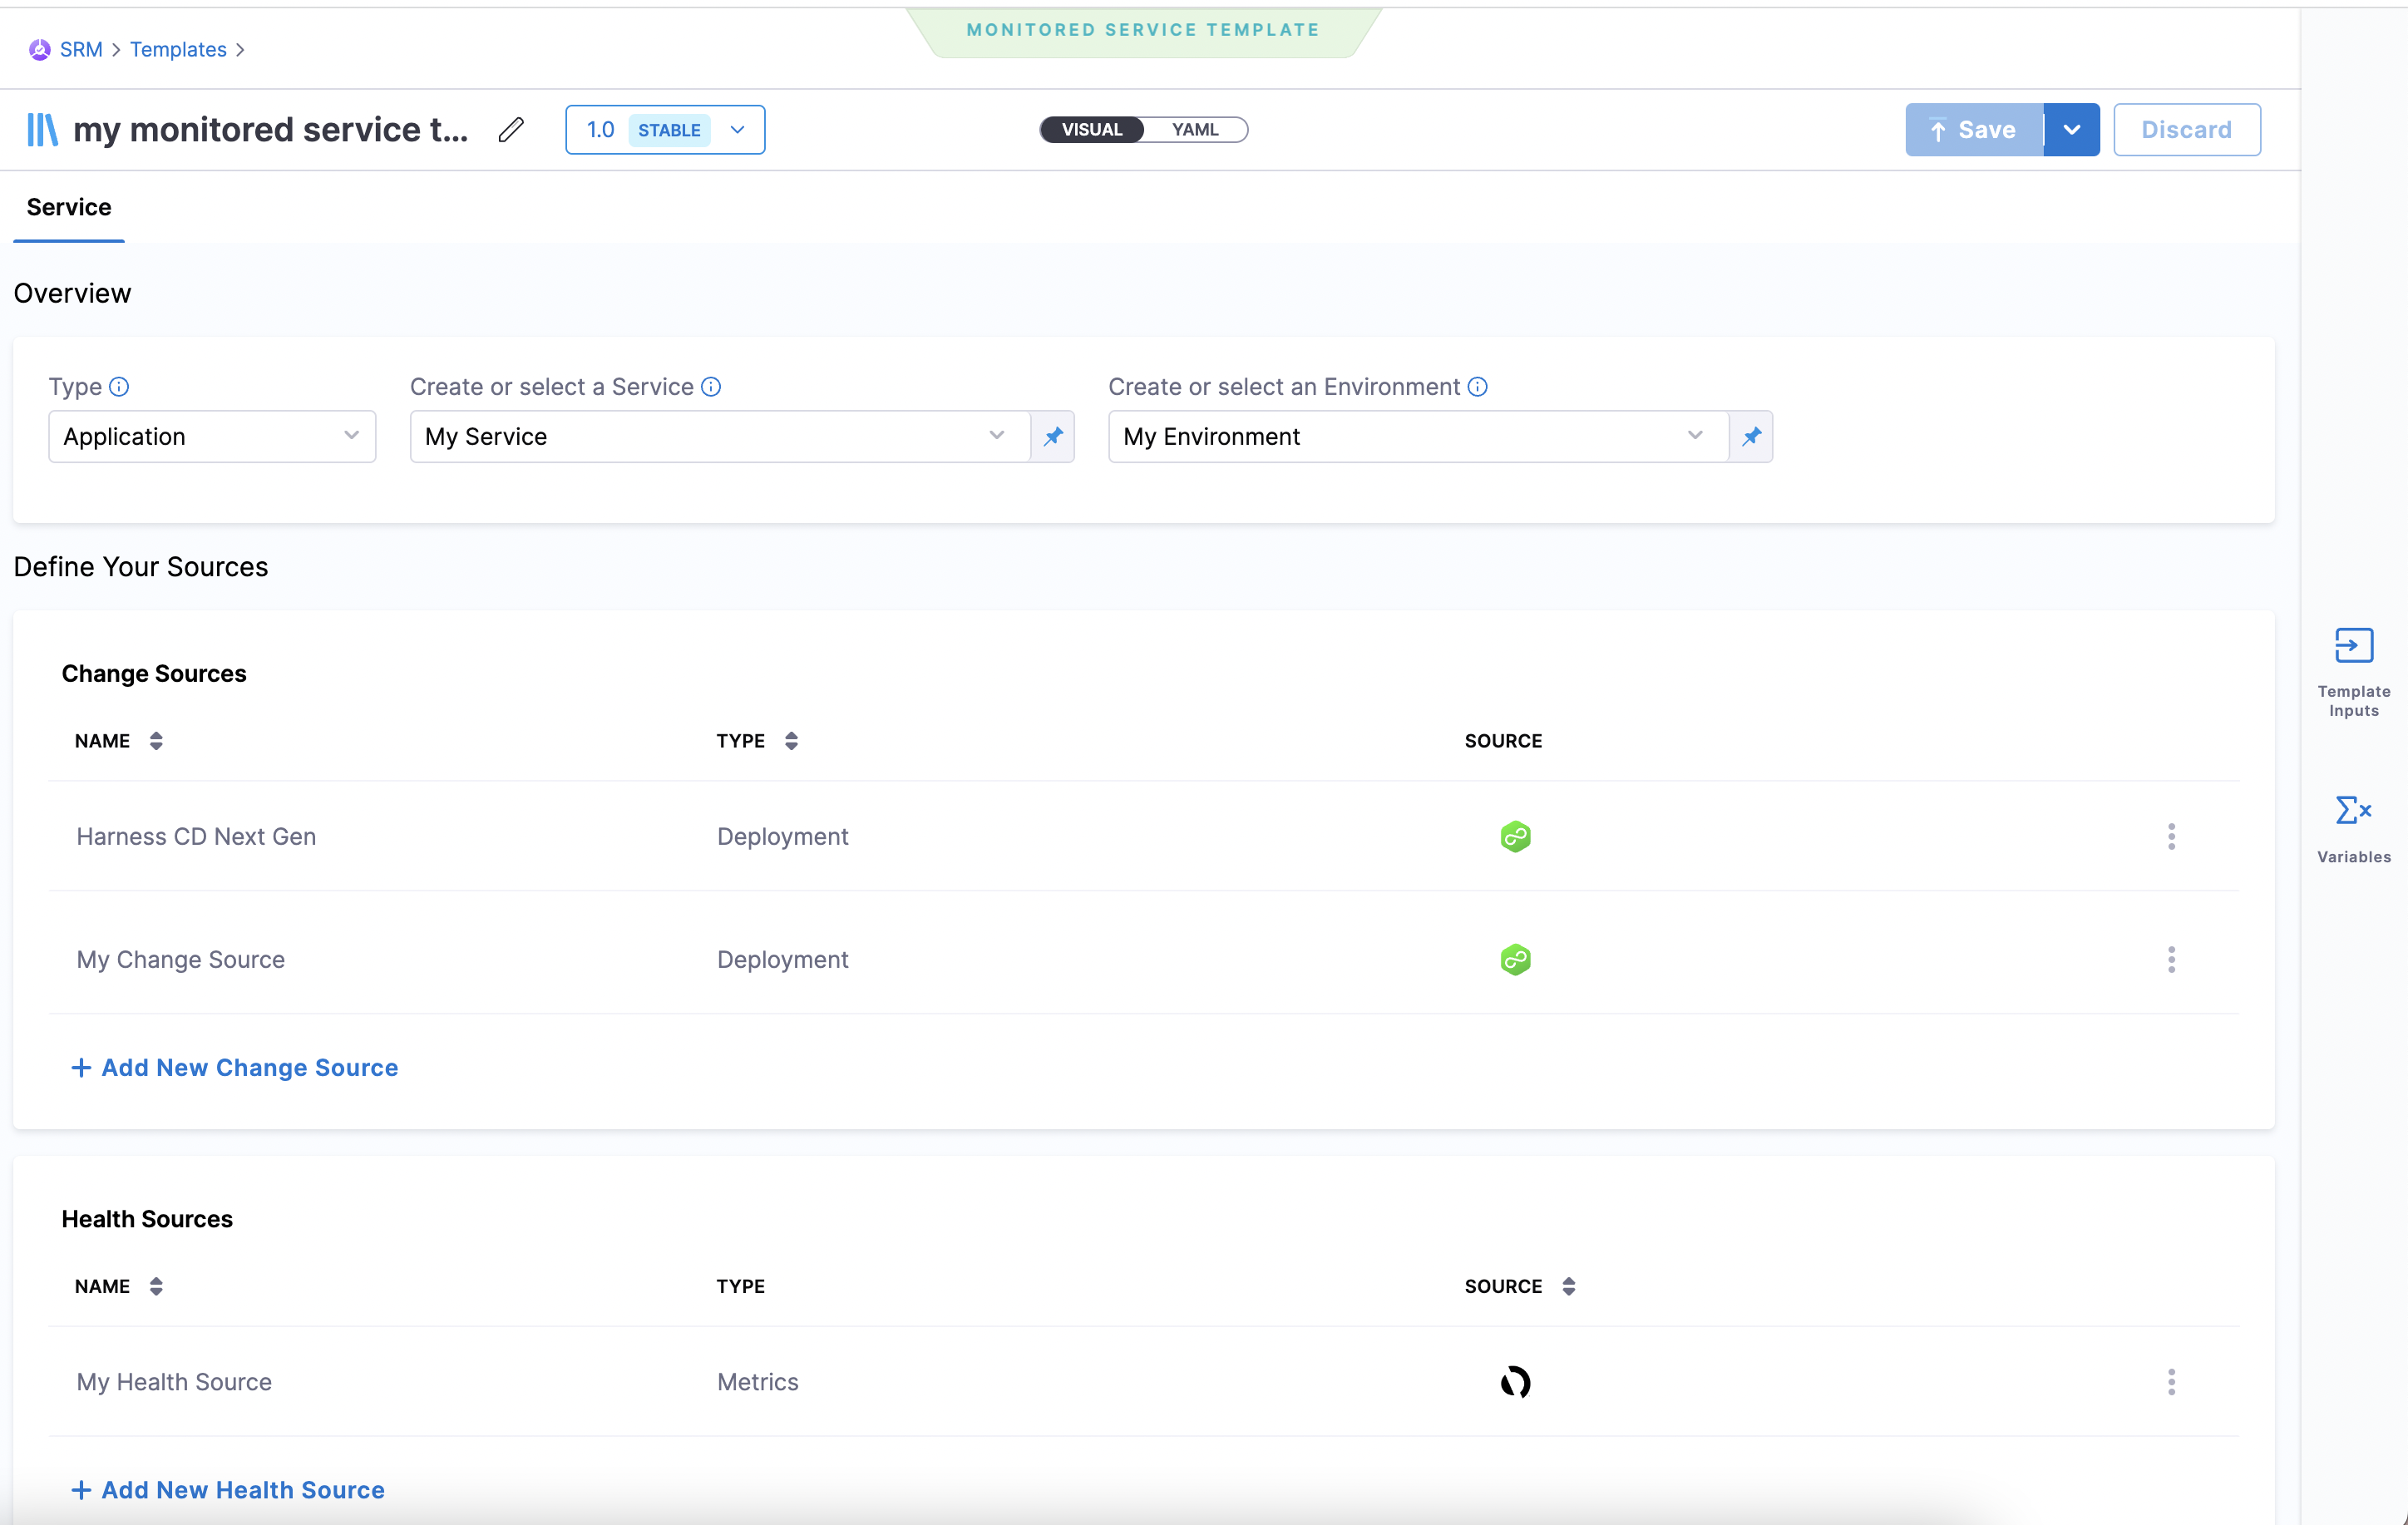 MONITORED SERVICE TEMPLATE
SRM > Templates >
my monitored service t...
1.0 STABLE
VISUAL YAML
Save
Discard
Service
Overview
Type
Create or select a Service
Create or select an Environment
Application
My Service
My Environment
Define Your Sources
Change Sources
NAME TYPE SOURCE
Harness CD Next Gen Deployment
My Change Source Deployment
+ Add New Change Source
Health Sources
NAME TYPE SOURCE
My Health Source Metrics
+ Add New Health Source
Template
Inputs
Variables